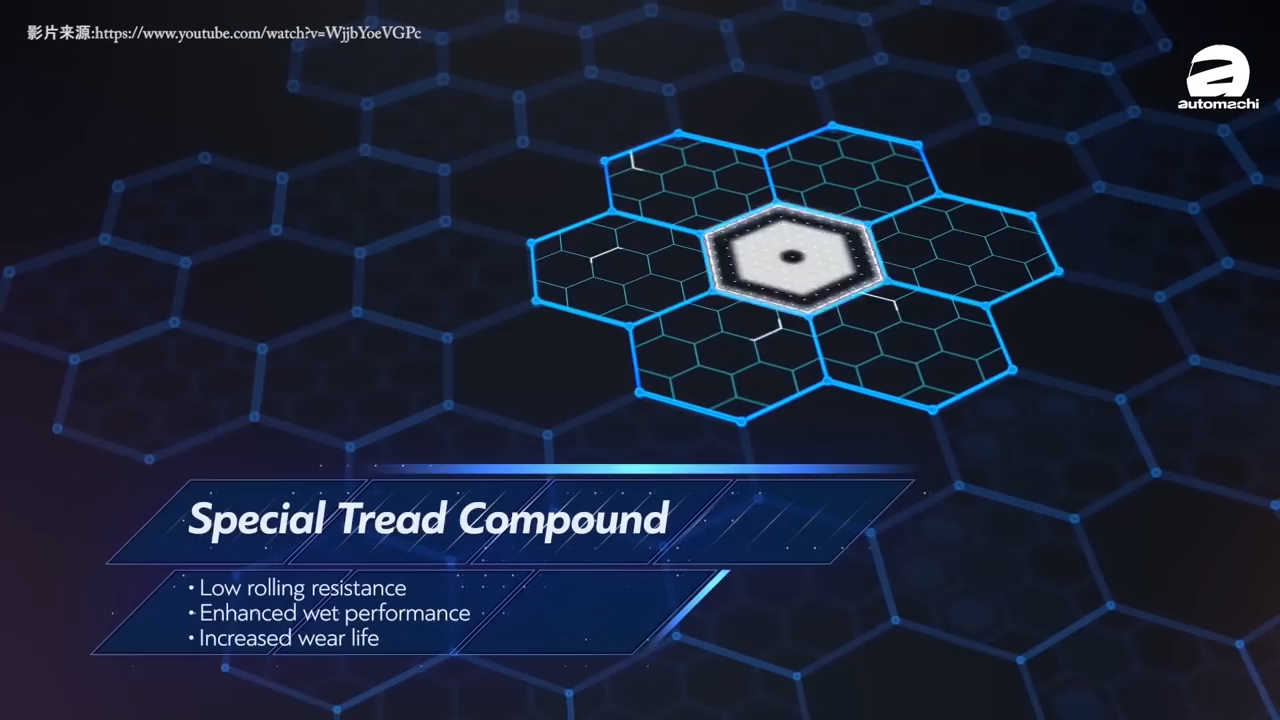 影片来源:https://www.youtube.com/watch?v=WjjbYoeVGPc
automachi
Special Tread Compound
• Low rolling resistance
• Enhanced wet performance
• Increased wear life